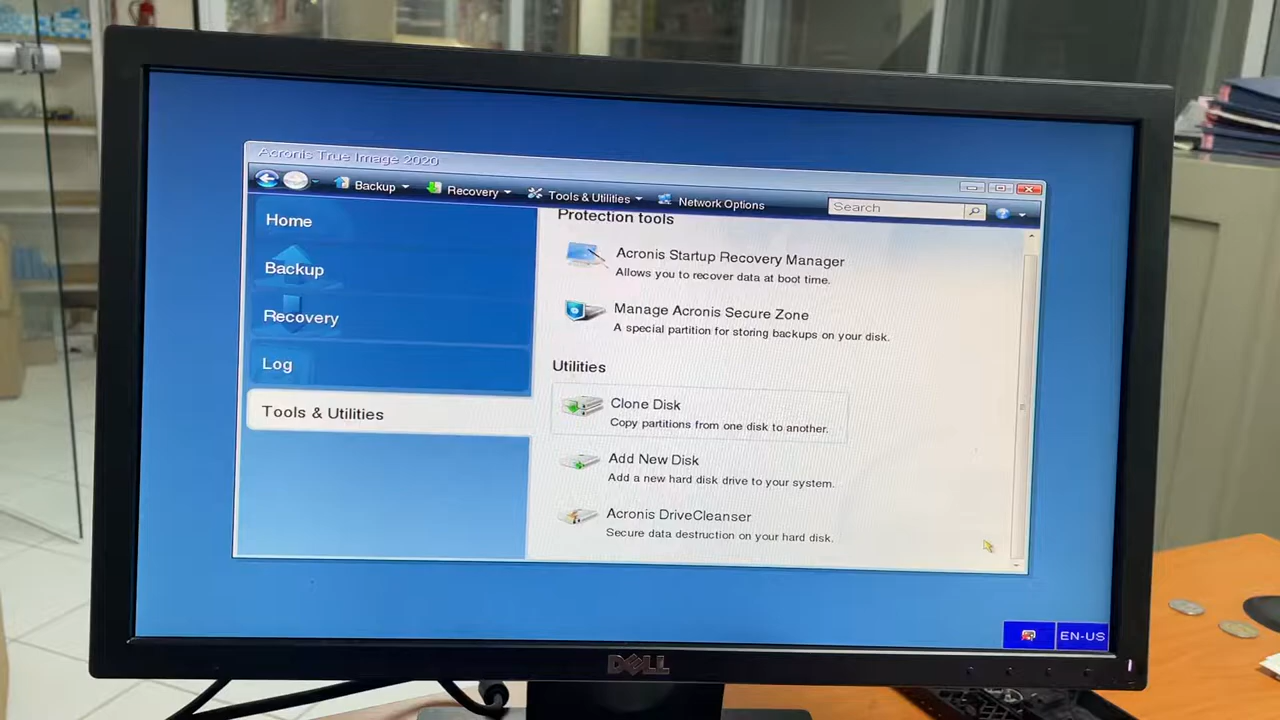 Acronis True Image 2020
Backup Recovery Tools & Utilities Network Options Search
Home
Backup
Recovery
Log
Tools & Utilities
Protection tools
Acronis Startup Recovery Manager
Allows you to recover data at boot time.
Manage Acronis Secure Zone
A special partition for storing backups on your disk.
Utilities
Clone Disk
Copy partitions from one disk to another.
Add New Disk
Add a new hard disk drive to your system.
Acronis DriveCleanser
Secure data destruction on your hard disk.
EN-US
DELL